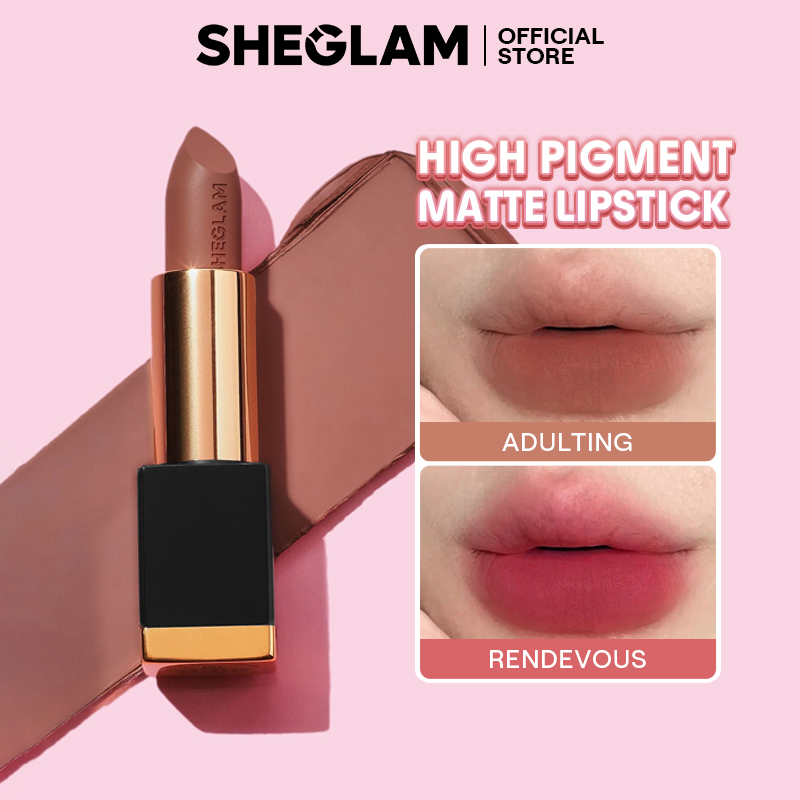 SHEGLAM
OFFICIAL
STORE
HIGH PIGMENT
MATTE LIPSTICK
SHEGLAM
ADULTING
RENDEVOUS